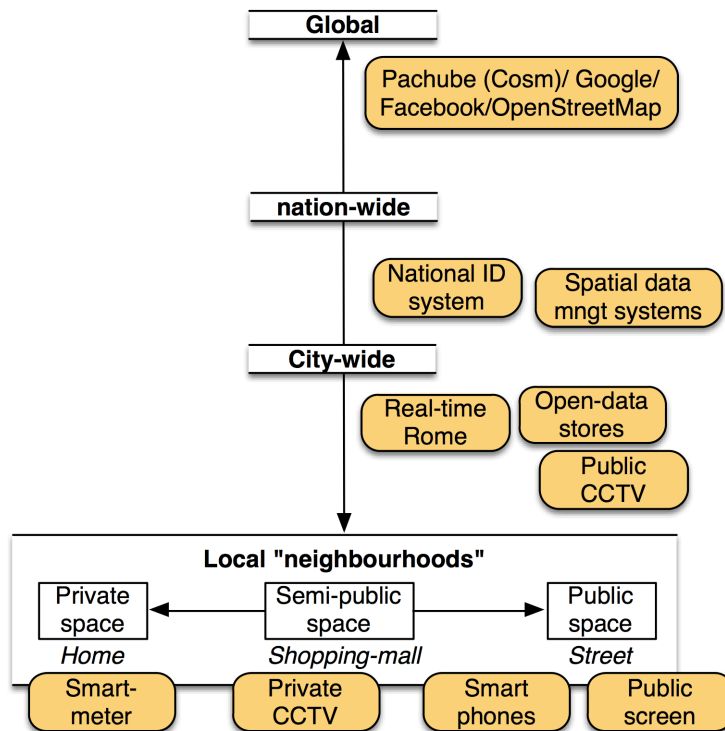 Global
Pachube (Cosm)/ Google/
Facebook/OpenStreetMap
nation-wide
National ID
system
Spatial data
mngt systems
City-wide
Real-time
Rome
Open-data
stores
Public
CCTV
Local "neighbourhoods"
Private
space
Semi-public
space
Public
space
Home
Shopping-mall
Street
Smart-
meter
Private
CCTV
Smart
phones
Public
screen